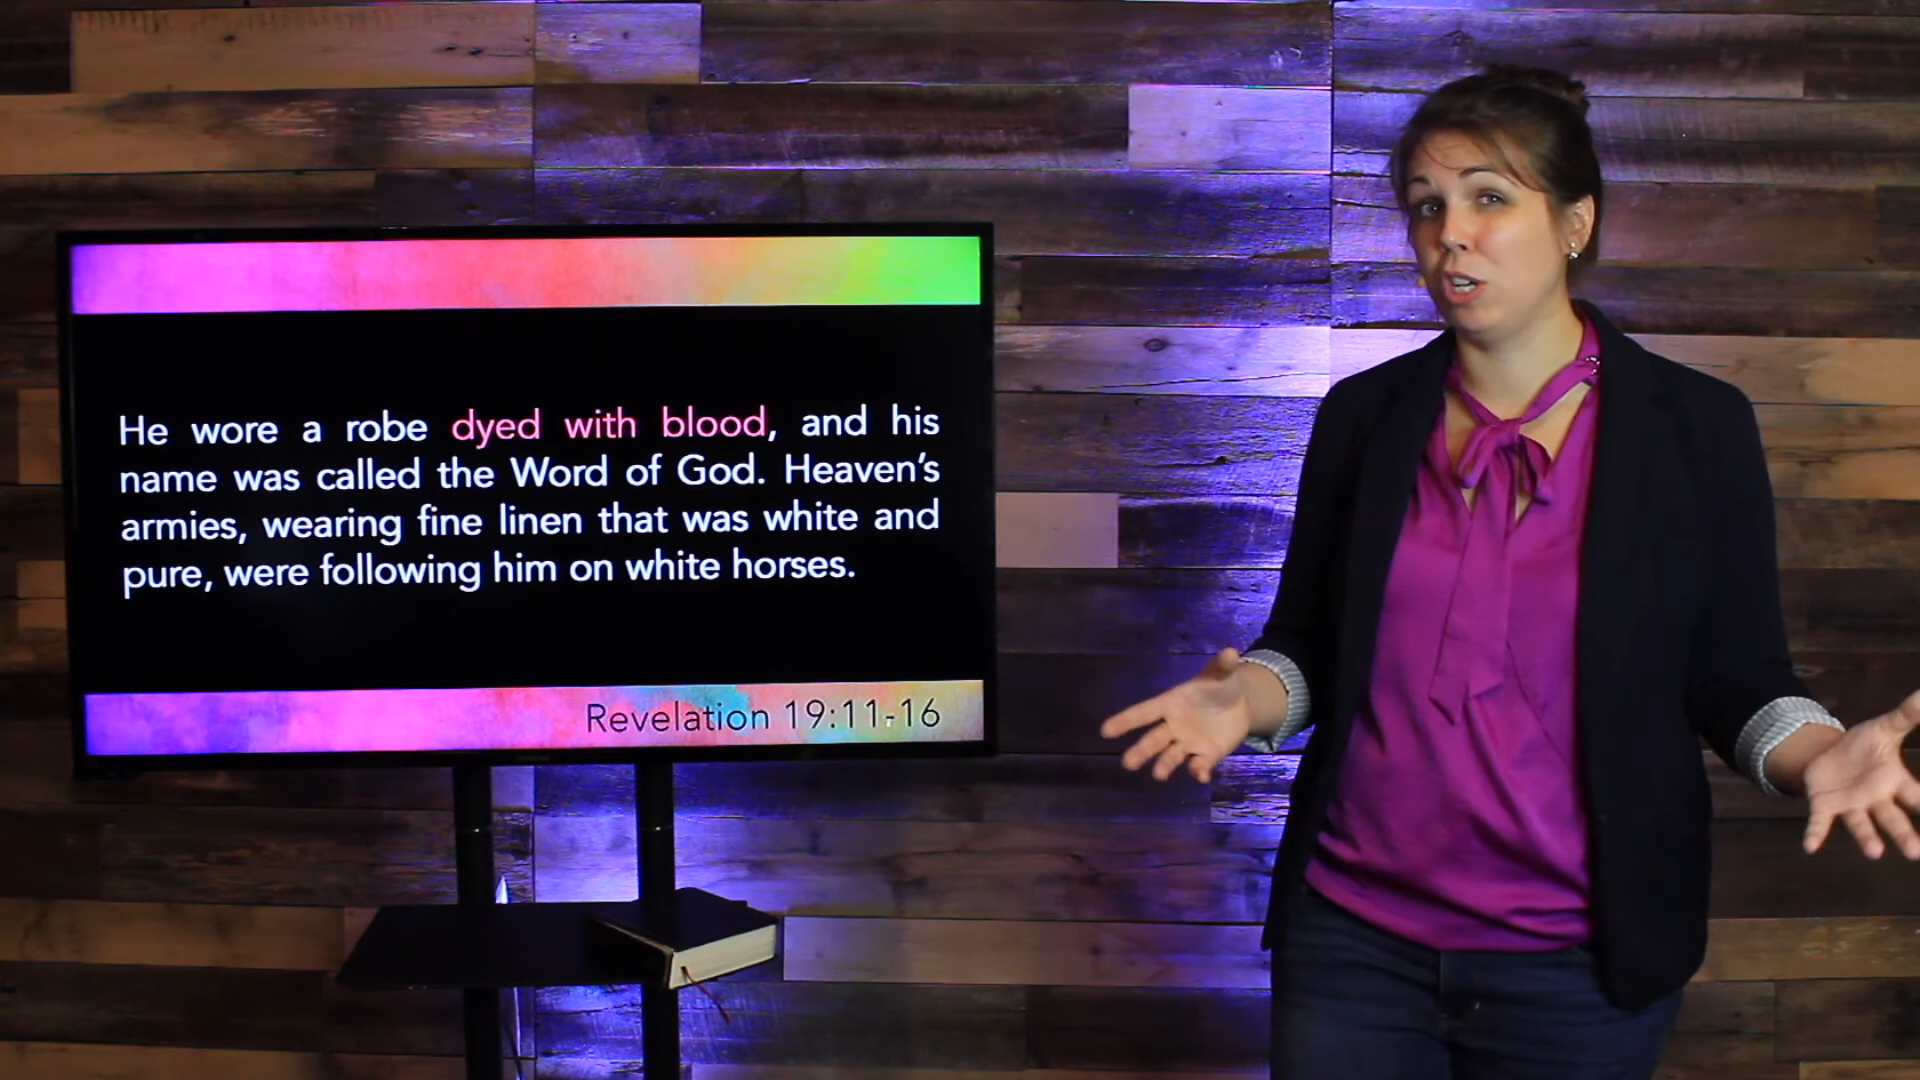 He wore a robe dyed with blood, and his
name was called the Word of God. Heaven's
armies, wearing fine linen that was white and
pure, were following him on white horses.
Revelation 19:11-16